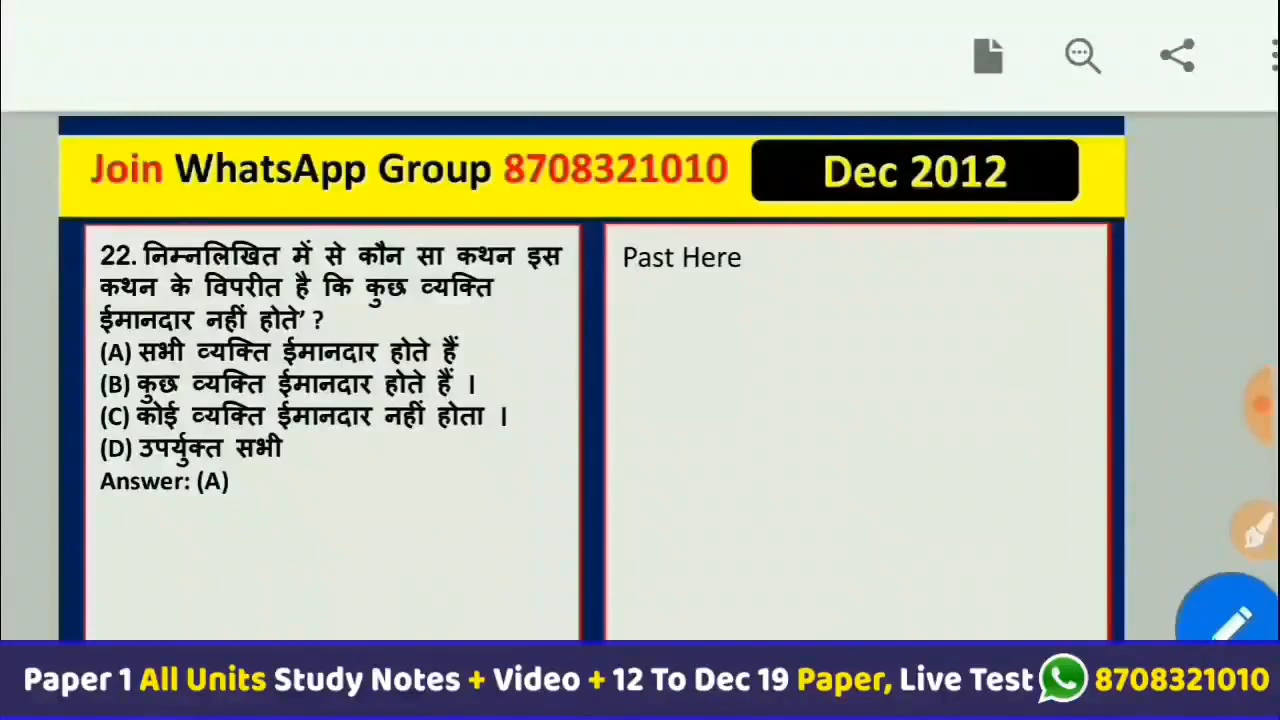 Join WhatsApp Group 8708321010
Dec 2012
22. निम्नलिखित में से कौन सा कथन इस
कथन के विपरीत है कि कुछ व्यक्ति
ईमानदार नहीं होते’ ?
(A) सभी व्यक्ति ईमानदार होते हैं
(B) कुछ व्यक्ति ईमानदार होते हैं ।
(C) कोई व्यक्ति ईमानदार नहीं होता ।
(D) उपर्युक्त सभी
Answer: (A)
Past Here
Paper 1 All Units Study Notes + Video + 12 To Dec 19 Paper, Live Test 8708321010